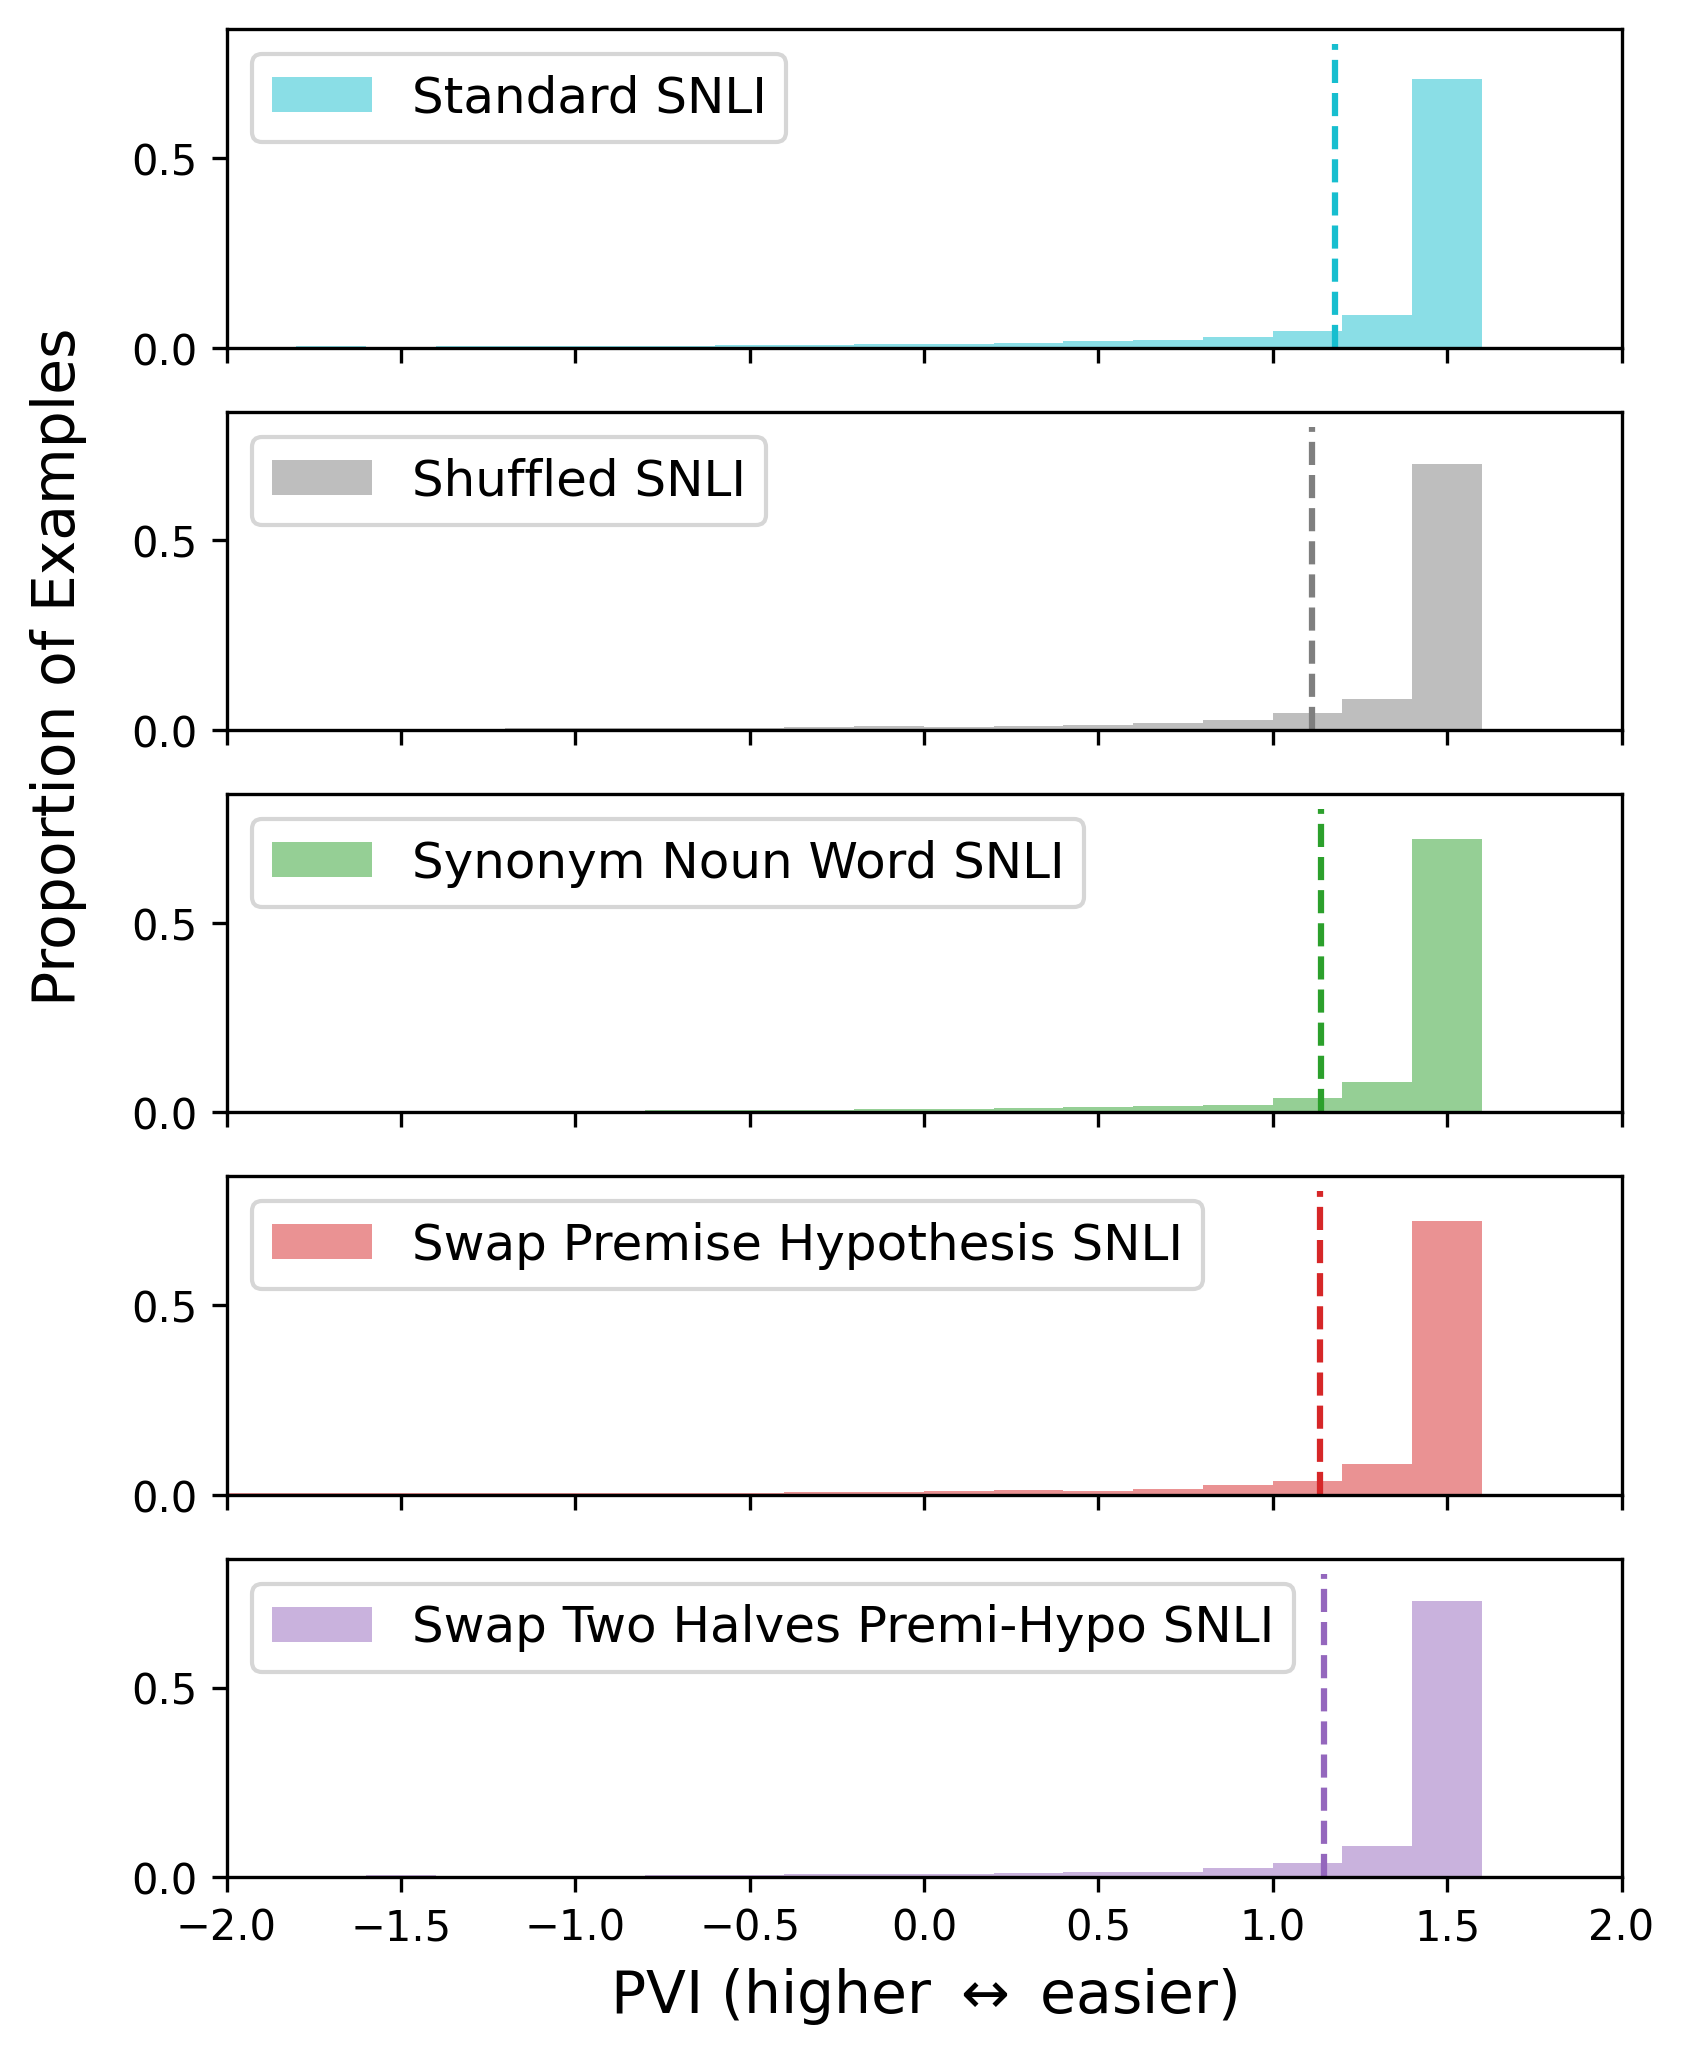 Proportion of Examples
Standard SNLI
0.5
0.0
Shuffled SNLI
0.5
0.0
Synonym Noun Word SNLI
0.5
0.0
Swap Premise Hypothesis SNLI
0.5
0.0
Swap Two Halves Premi-Hypo SNLI
0.5
0.0
−2.0 −1.5 −1.0 −0.5 0.0 0.5 1.0 1.5 2.0
PVI (higher ↔ easier)